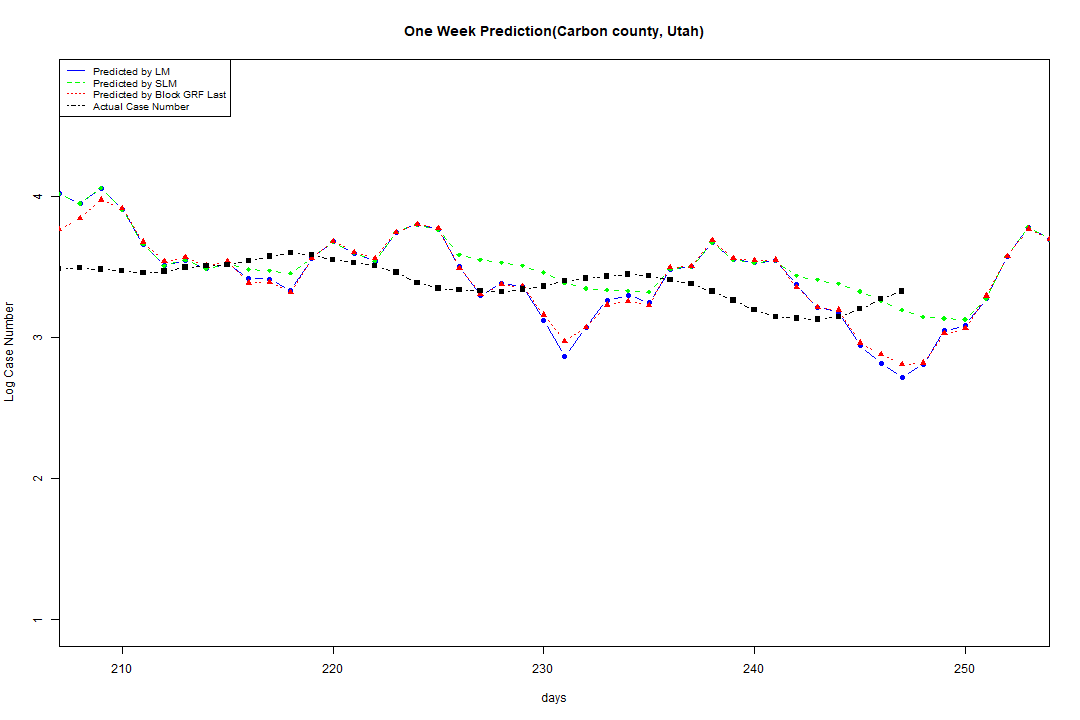 One Week Prediction(Carbon county, Utah)
Predicted by LM
Predicted by SLM
Predicted by Block GRF Last
Actual Case Number
4
3
2
1
Log Case Number
210 220 230 240 250
days